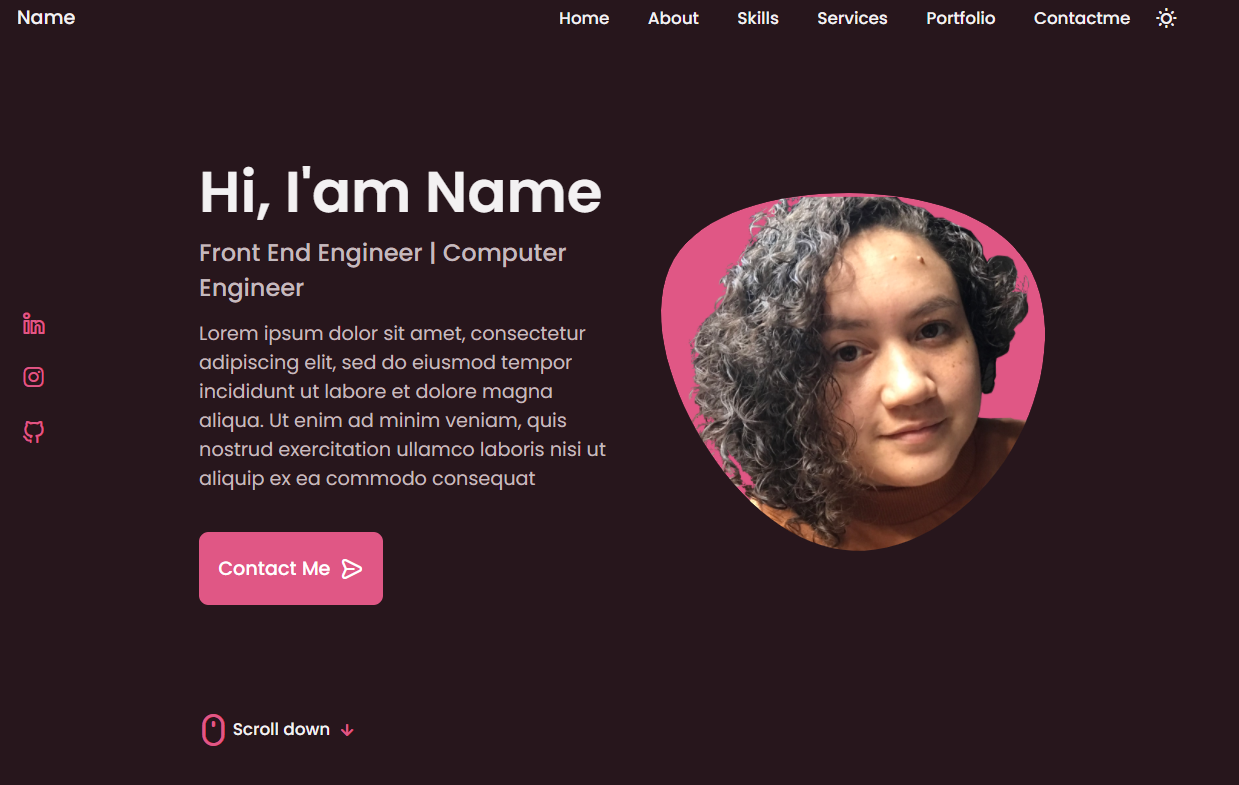 Name
Home About Skills Services Portfolio Contactme
Hi, I'am Name
Front End Engineer | Computer
Engineer
Lorem ipsum dolor sit amet, consectetur
adipiscing elit, sed do eiusmod tempor
incididunt ut labore et dolore magna
aliqua. Ut enim ad minim veniam, quis
nostrud exercitation ullamco laboris nisi ut
aliquip ex ea commodo consequat
Contact Me
Scroll down